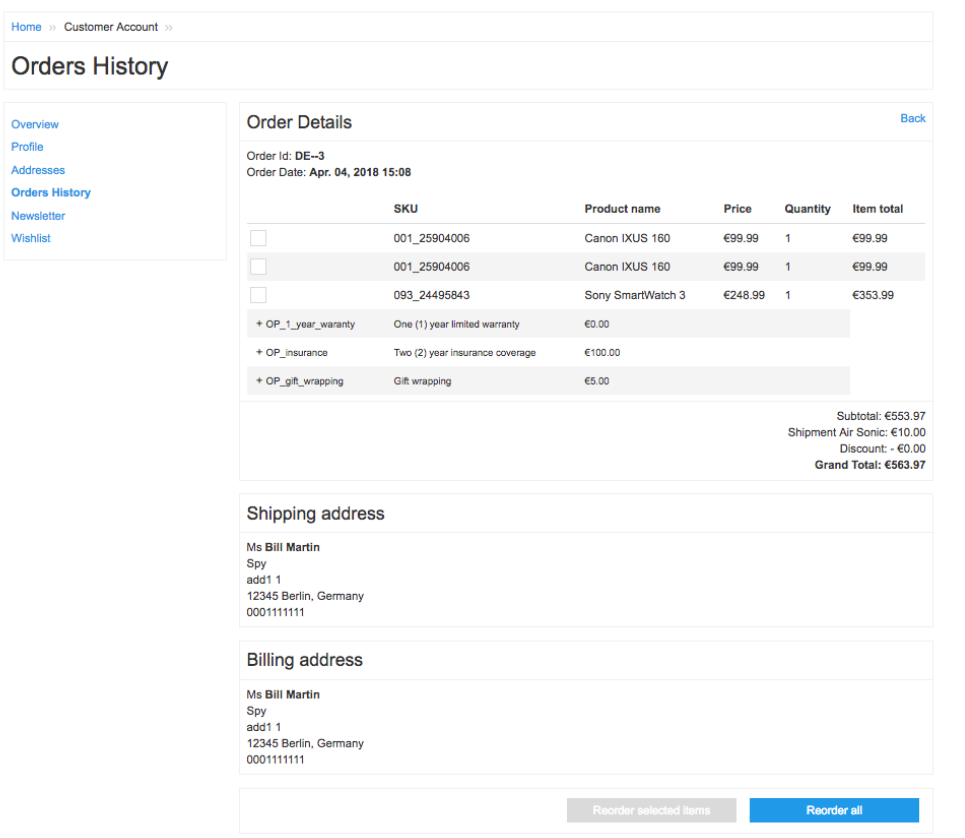 Home » Customer Account »
Orders History
Overview
Profile
Addresses
Orders History
Newsletter
Wishlist
Order Details
Back
Order Id: DE--3
Order Date: Apr. 04, 2018 15:08
SKU Product name Price Quantity Item total
001_25904006 Canon IXUS 160 €99.99 1 €99.99
001_25904006 Canon IXUS 160 €99.99 1 €99.99
093_24495843 Sony SmartWatch 3 €248.99 1 €353.99
+ OP_1_year_waranty One (1) year limited warranty €0.00
+ OP_insurance Two (2) year insurance coverage €100.00
+ OP_gift_wrapping Gift wrapping €5.00
Subtotal: €553.97
Shipment Air Sonic: €10.00
Discount: - €0.00
Grand Total: €563.97
Shipping address
Ms Bill Martin
Spy
add1 1
12345 Berlin, Germany
0001111111
Billing address
Ms Bill Martin
Spy
add1 1
12345 Berlin, Germany
0001111111
Reorder selected items
Reorder all